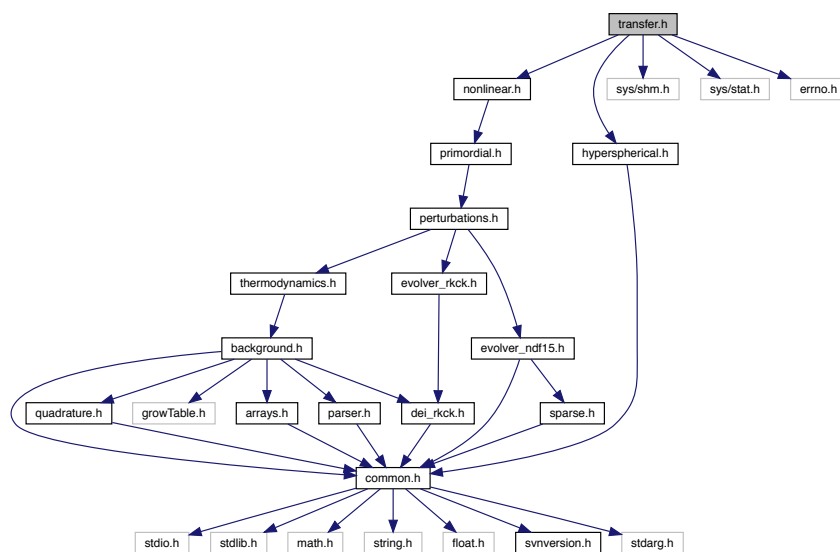 transfer.h
nonlinear.h
sys/shm.h
sys/stat.h
errno.h
primordial.h
hyperspherical.h
perturbations.h
thermodynamics.h
evolver_rkck.h
background.h
evolver_ndf15.h
quadrature.h
growTable.h
arrays.h
parser.h
dei_rkck.h
sparse.h
common.h
stdio.h
stdlib.h
math.h
string.h
float.h
svnversion.h
stdarg.h